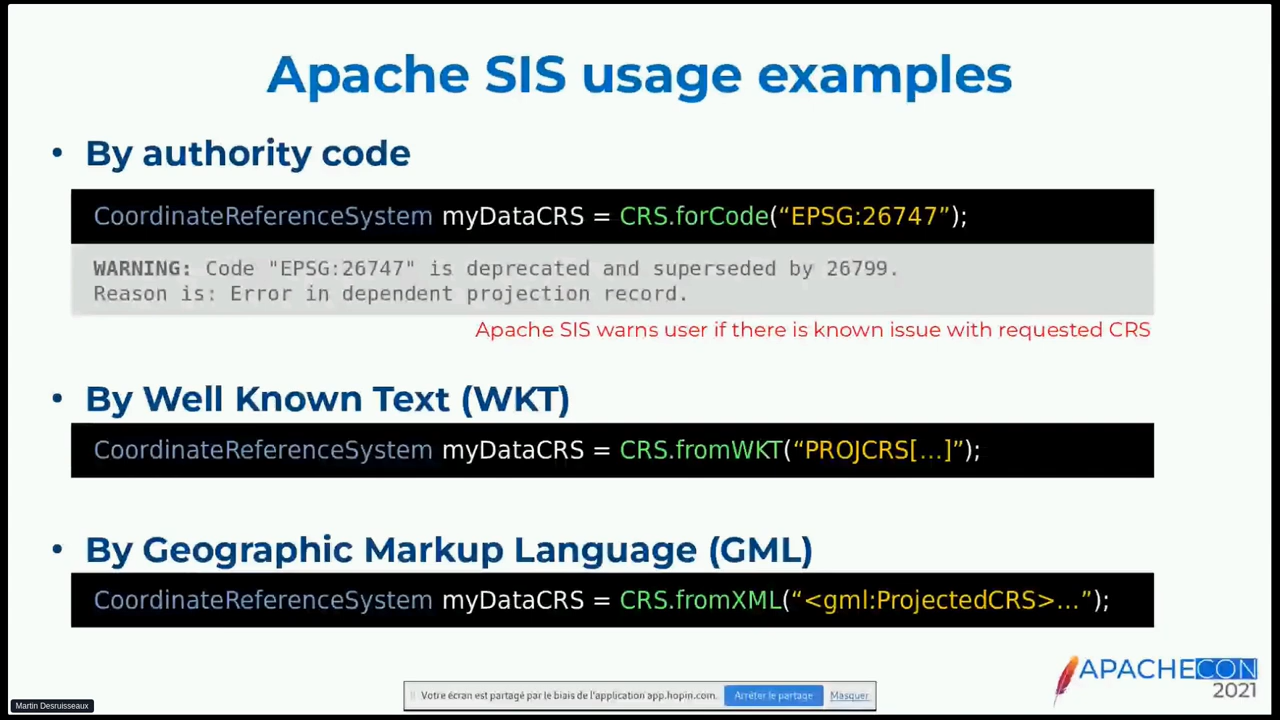 Apache SIS usage examples
• By authority code
CoordinateReferenceSystem myDataCRS = CRS.forCode(“EPSG:26747”);
WARNING: Code "EPSG:26747" is deprecated and superseded by 26799.
Reason is: Error in dependent projection record.
Apache SIS warns user if there is known issue with requested CRS
• By Well Known Text (WKT)
CoordinateReferenceSystem myDataCRS = CRS.fromWKT(“PROJCRS[…]”);
• By Geographic Markup Language (GML)
CoordinateReferenceSystem myDataCRS = CRS.fromXML(“<gml:ProjectedCRS>…”);
APACHECON
2021
Votre écran est partagé par le biais de l'application app.hopin.com.
Arrêter le partage
Masquer
Martin Desruisseaux